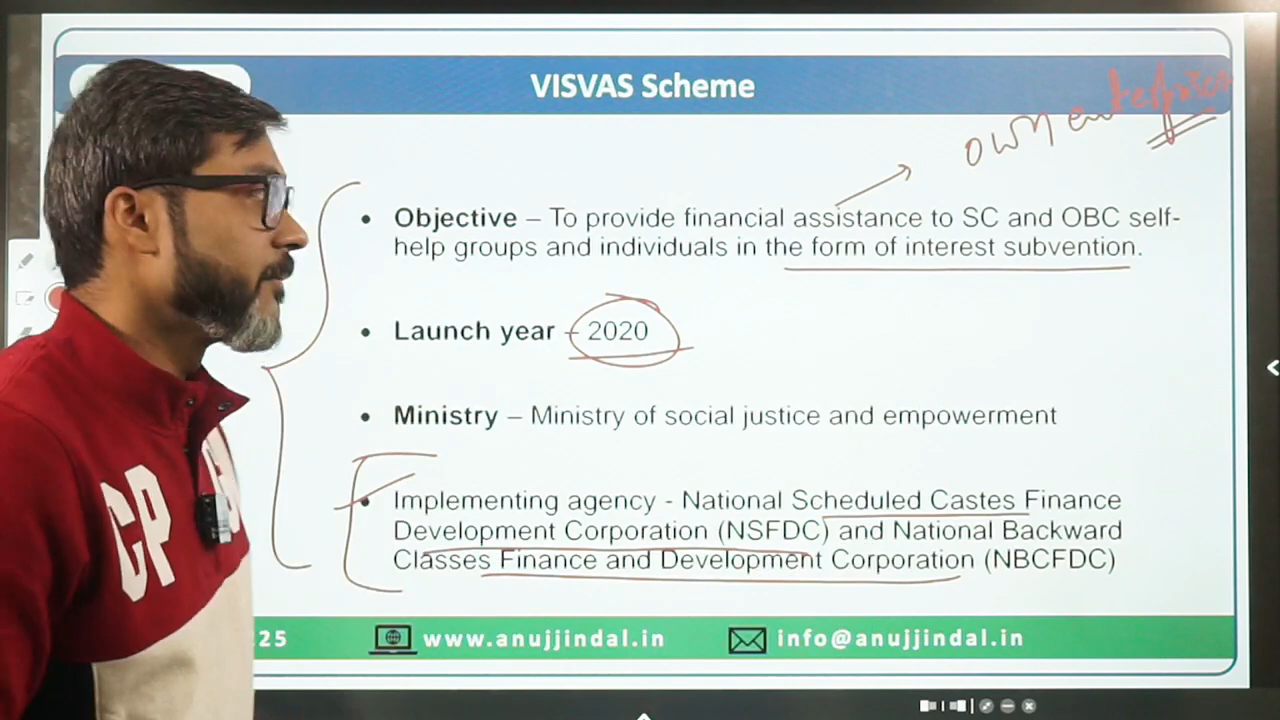 VISVAS Scheme
own enterprise
• Objective – To provide financial assistance to SC and OBC self-
help groups and individuals in the form of interest subvention.
• Launch year – 2020
• Ministry – Ministry of social justice and empowerment
• Implementing agency - National Scheduled Castes Finance
Development Corporation (NSFDC) and National Backward
Classes Finance and Development Corporation (NBCFDC)
CP
25 www.anujjindal.in info@anujjindal.in